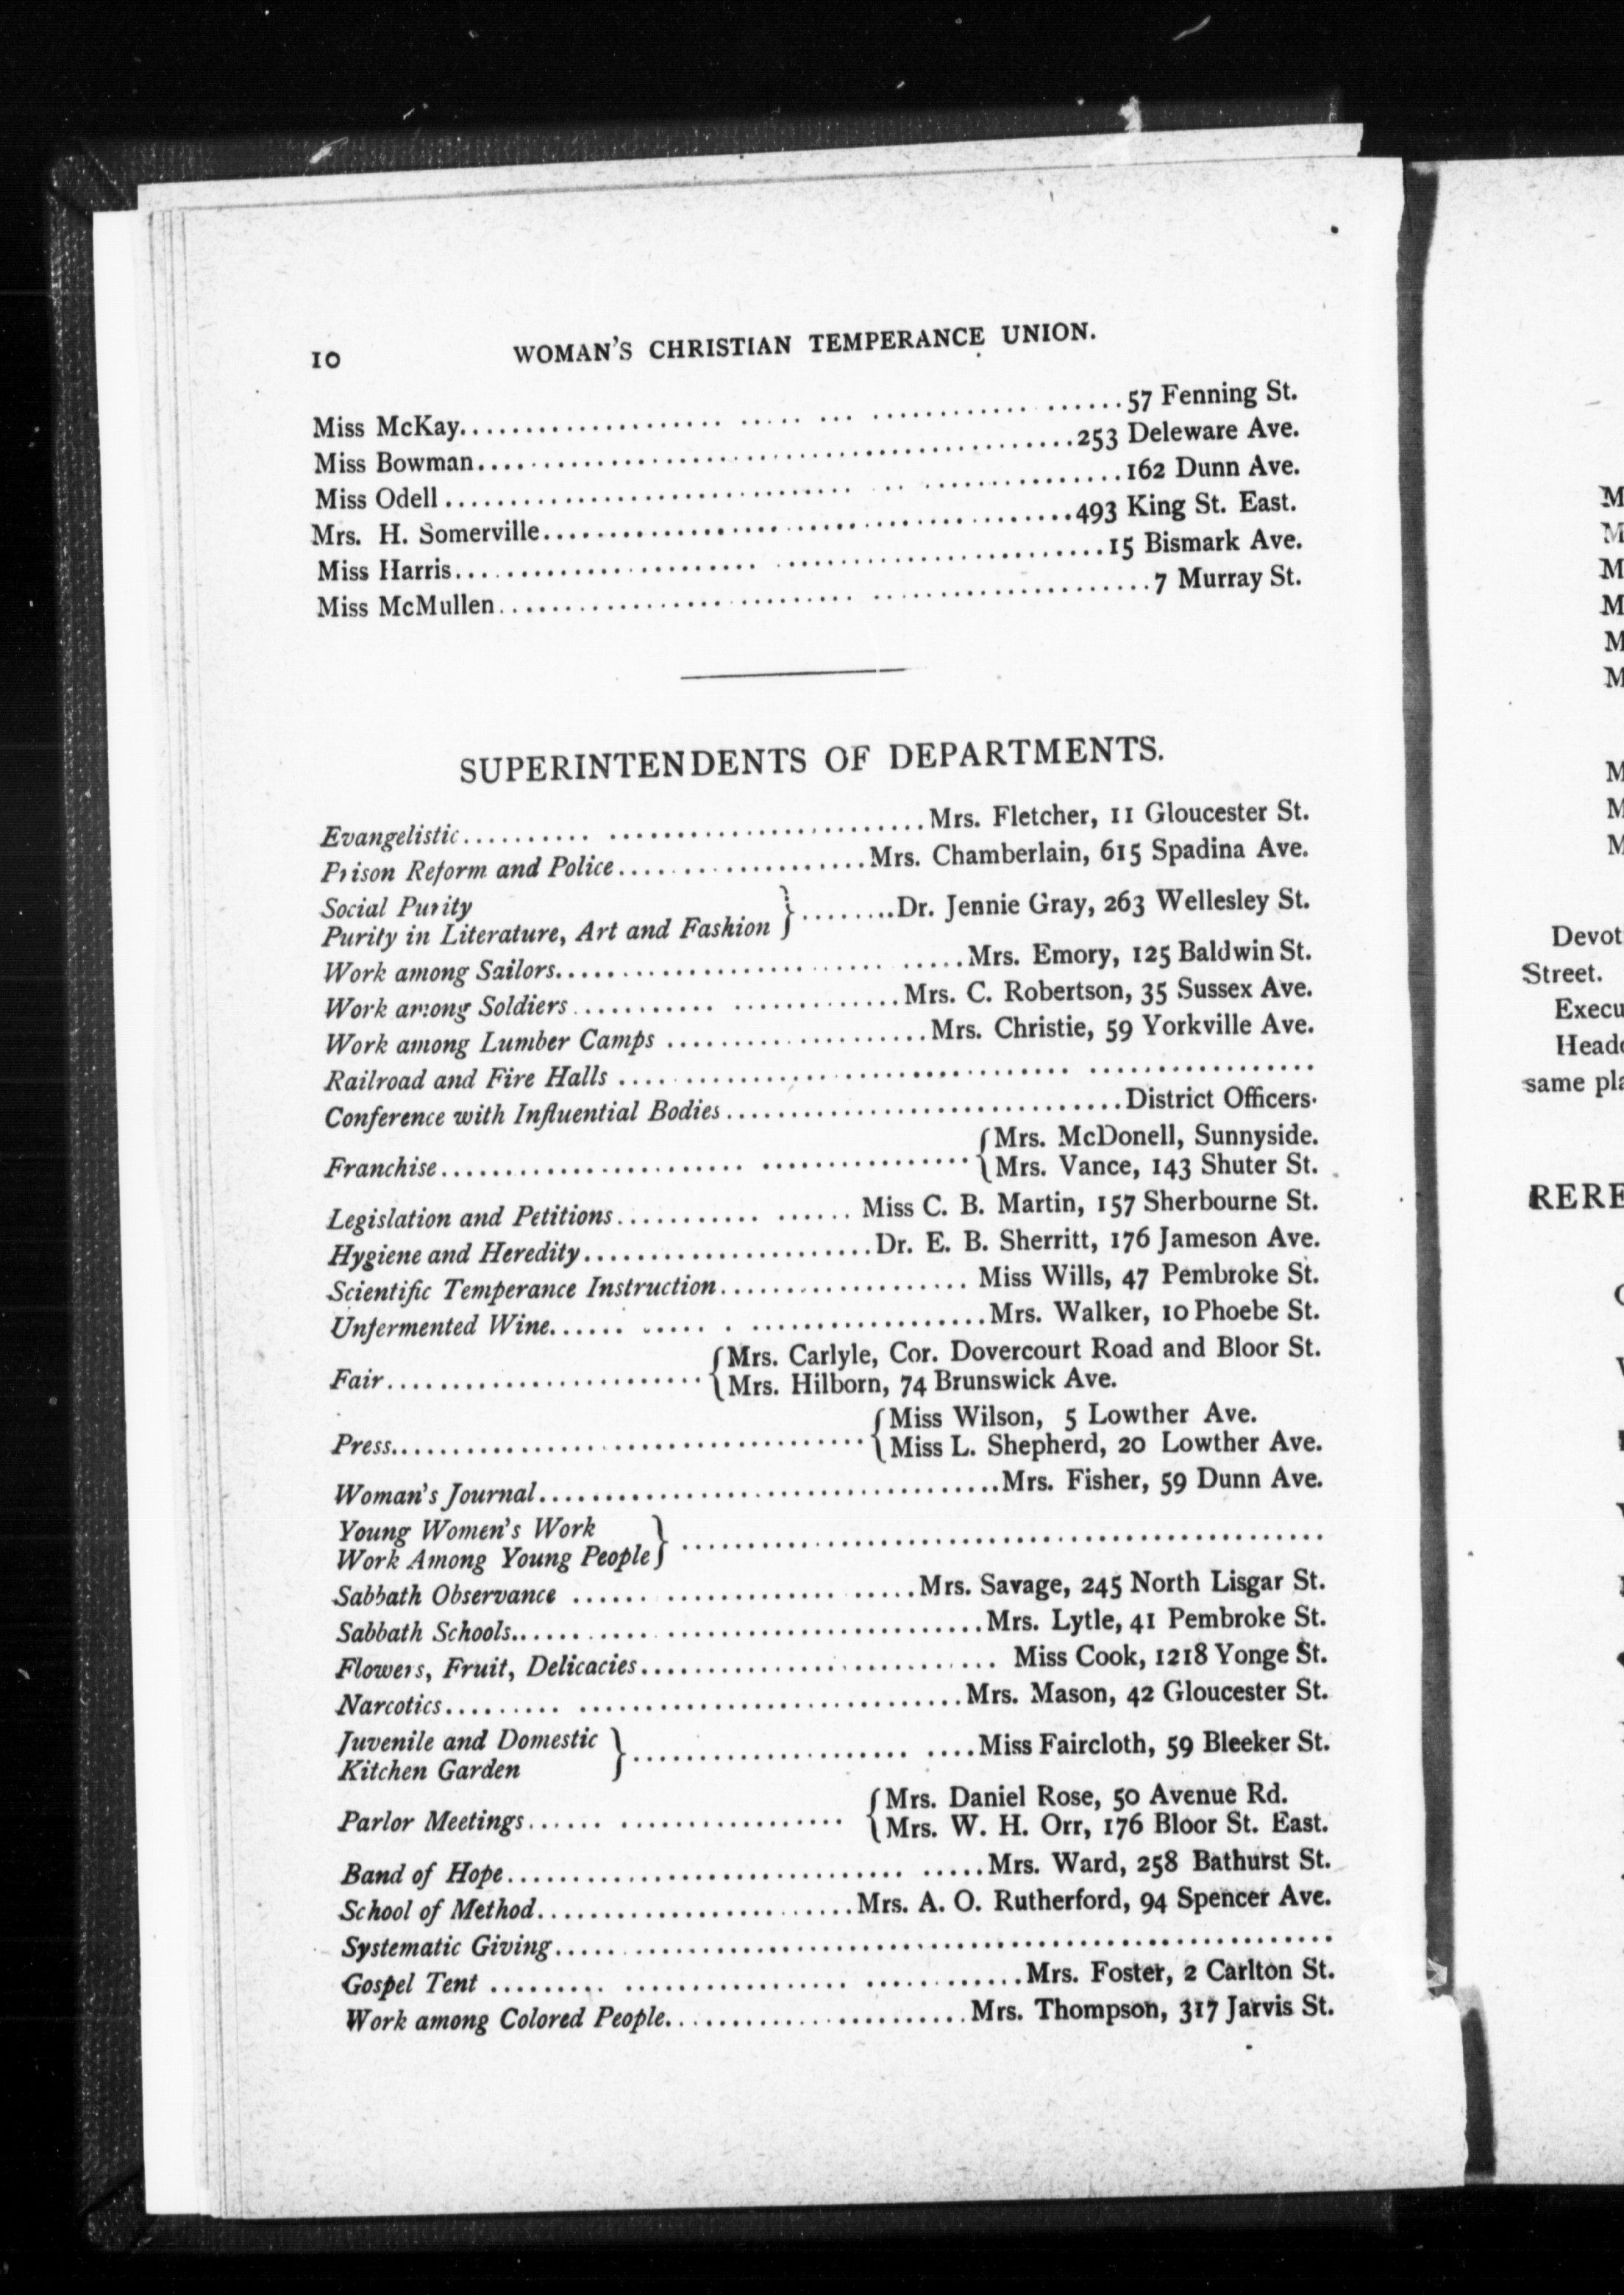 10 WOMAN'S CHRISTIAN TEMPERANCE UNION.
Miss McKay.................... ..... ... ............ ......57 Fenning St.
Miss Bowman..............................................253 Deleware Ave.
Miss Odell............................... .. ...............162 Dunn Ave.
Mrs. H. Somerville........................................493 King St. East.
Miss Harris....................... .........................15 Bismark Ave.
Miss McMullen........................... .....................7 Murray St.
SUPERINTENDENTS OF DEPARTMENTS.
Evangelistic.......... ........................Mrs. Fletcher, 11 Gloucester St.
Prison Reform and Police...................Mrs. Chamberlain, 615 Spadina Ave.
Social Purity
Purity in Literature, Art and Fashion } ........Dr. Jennie Gray, 263 Wellesley St.
Work among Sailors......................... .....Mrs. Emory, 125 Baldwin St.
Work among Soldiers........... .............Mrs. C. Robertson, 35 Sussex Ave.
Work among Lumber Camps ....................Mrs. Christie, 59 Yorkville Ave.
Railroad and Fire Halls .................................. .................
Conference with Influential Bodies..............................District Officers.
Franchise....................... ................ { Mrs. McDonell, Sunnyside.
Mrs. Vance, 143 Shuter St.
Legislation and Petitions........... ...... Miss C. B. Martin, 157 Sherbourne St.
Hygiene and Heredity......................Dr. E. B. Sherritt, 176 Jameson Ave.
Scientific Temperance Instruction................... Miss Wills, 47 Pembroke St.
Unfermented Wine...... ..... . ..................Mrs. Walker, 10 Phoebe St.
Fair........................ { Mrs. Carlyle, Cor. Dovercourt Road and Bloor St.
Mrs. Hilborn, 74 Brunswick Ave.
Press.................................... { Miss Wilson, 5 Lowther Ave.
Miss L. Shepherd, 20 Lowther Ave.
Woman's Journal...................................Mrs. Fisher, 59 Dunn Ave.
Young Women's Work
Work Among Young People } .................................................
Sabbath Observance ...... ............. .....Mrs. Savage, 245 North Lisgar St.
Sabbath Schools........... ........................Mrs. Lytle, 41 Pembroke St.
Flowers, Fruit, Delicacies........................... Miss Cook, 1218 Yonge St.
Narcotics......... .............................Mrs. Mason, 42 Gloucester St.
Juvenile and Domestic
Kitchen Garden } ..................... ....Miss Faircloth, 59 Bleeker St.
Parlor Meetings...... ................. { Mrs. Daniel Rose, 50 Avenue Rd.
Mrs. W. H. Orr, 176 Bloor St. East.
Band of Hope.............................. .....Mrs. Ward, 258 Bathurst St.
School of Method........................Mrs. A. O. Rutherford, 94 Spencer Ave.
Systematic Giving...........................................................
Gospel Tent ......... ................. ............Mrs. Foster, 2 Carlton St.
Work among Colored People.......................Mrs. Thompson, 317 Jarvis St.
Street.
same